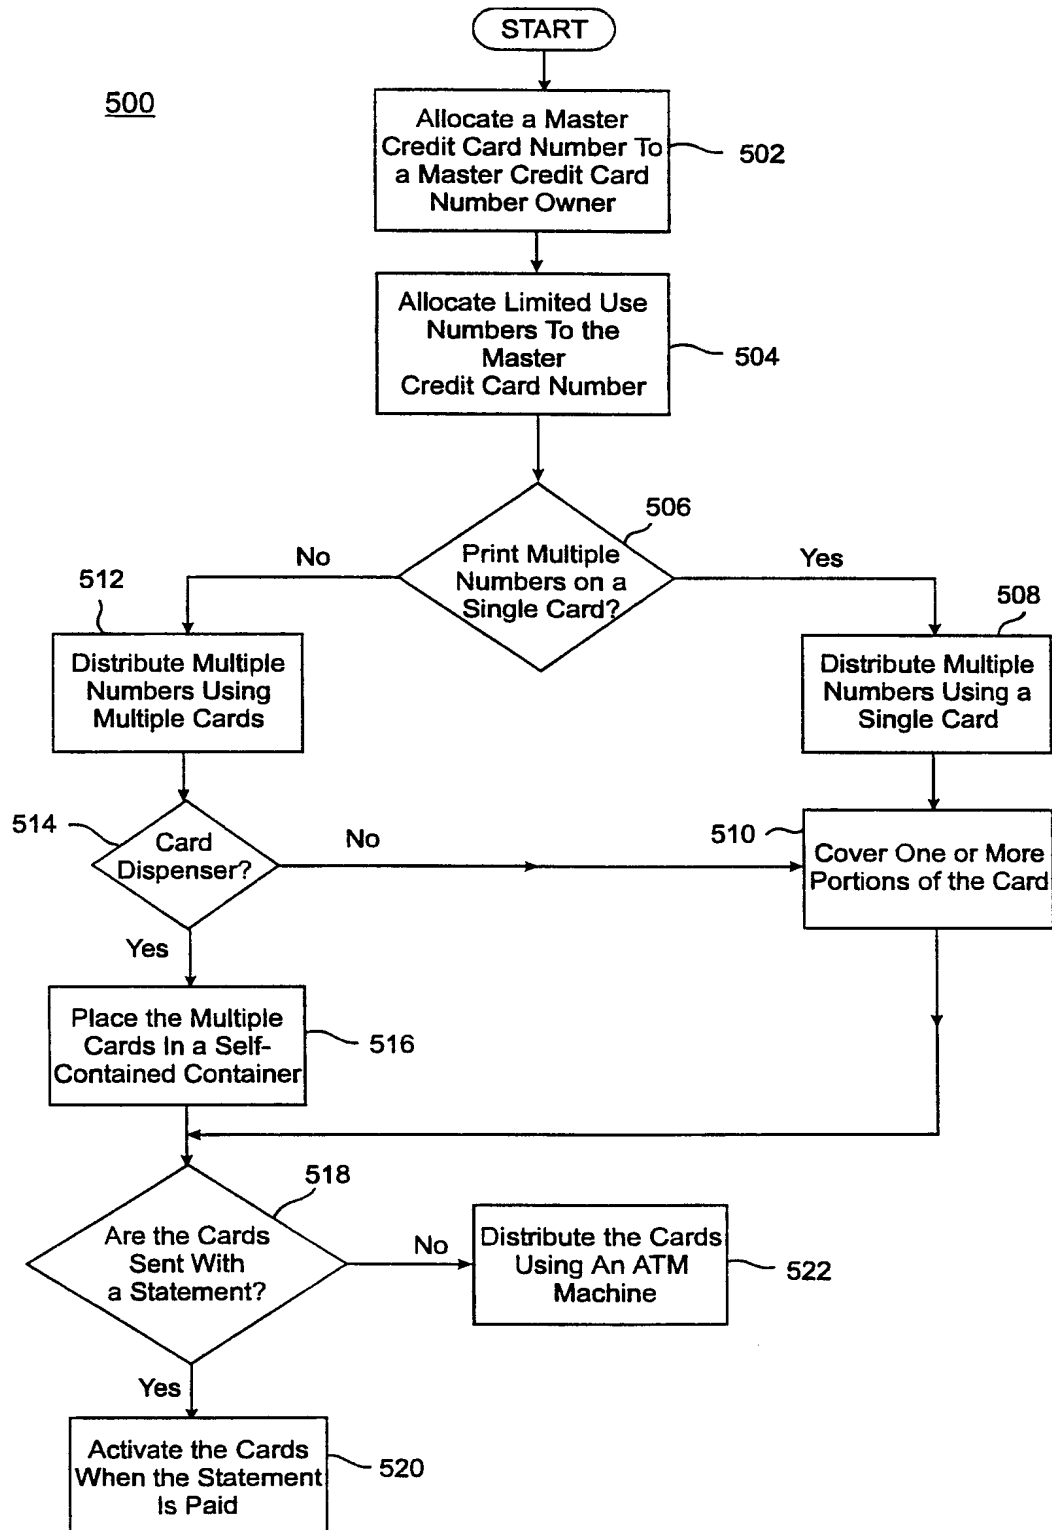 START
500
Allocate a Master
Credit Card Number To
a Master Credit Card
Number Owner
502
Allocate Limited Use
Numbers To the
Master
Credit Card Number
504
506
Print Multiple
Numbers on a
Single Card?
No
Yes
512
Distribute Multiple
Numbers Using
Multiple Cards
508
Distribute Multiple
Numbers Using a
Single Card
514
Card
Dispenser?
No
510
Cover One or More
Portions of the Card
Yes
Place the Multiple
Cards In a Self-
Contained Container
516
518
Are the Cards
Sent With
a Statement?
No
Distribute the Cards
Using An ATM
Machine
522
Yes
Activate the Cards
When the Statement
Is Paid
520